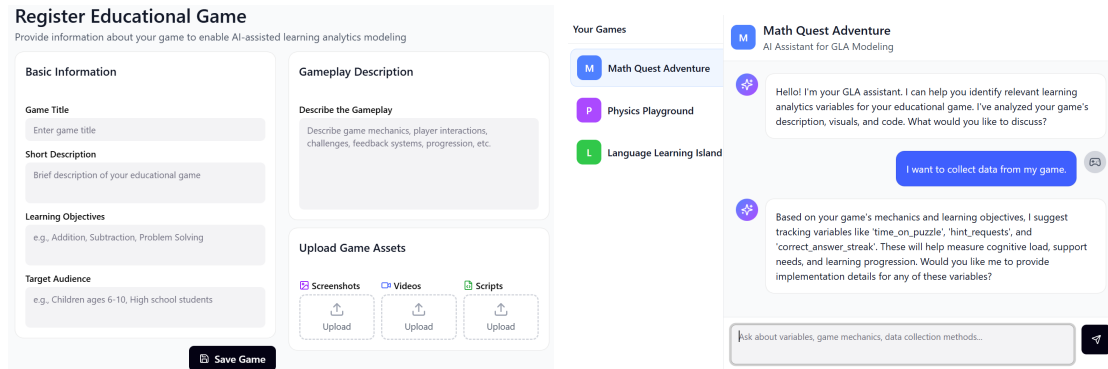 Register Educational Game
Provide information about your game to enable AI-assisted learning analytics modeling
Basic Information
Game Title
Enter game title
Short Description
Brief description of your educational game
Learning Objectives
e.g., Addition, Subtraction, Problem Solving
Target Audience
e.g., Children ages 6-10, High school students
Save Game
Gameplay Description
Describe the Gameplay
Describe game mechanics, player interactions,
challenges, feedback systems, progression, etc.
Upload Game Assets
Screenshots
Videos
Scripts
Upload
Upload
Upload
Your Games
M
Math Quest Adventure
P
Physics Playground
L
Language Learning Island
M
Math Quest Adventure
AI Assistant for GLA Modeling
Hello! I'm your GLA assistant. I can help you identify relevant learning
analytics variables for your educational game. I've analyzed your game's
description, visuals, and code. What would you like to discuss?
I want to collect data from my game.
Based on your game's mechanics and learning objectives, I suggest
tracking variables like 'time_on_puzzle', 'hint_requests', and
'correct_answer_streak'. These will help measure cognitive load, support
needs, and learning progression. Would you like me to provide
implementation details for any of these variables?
Ask about variables, game mechanics, data collection methods...